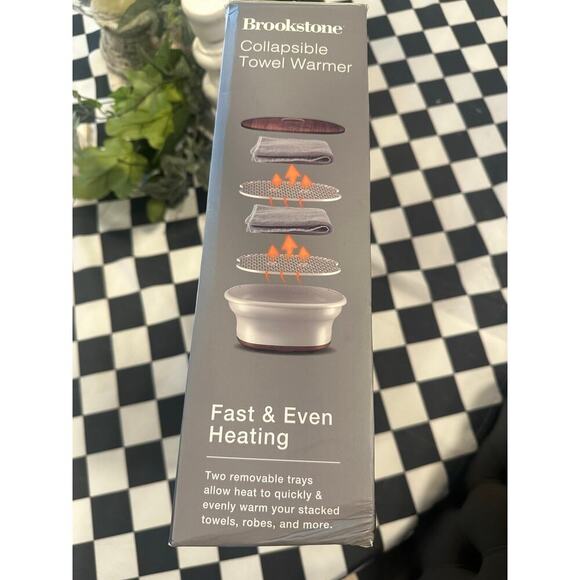 Brookstone
Collapsible
Towel Warmer
Fast & Even
Heating
Two removable trays
allow heat to quickly &
evenly warm your stacked
towels, robes, and more.